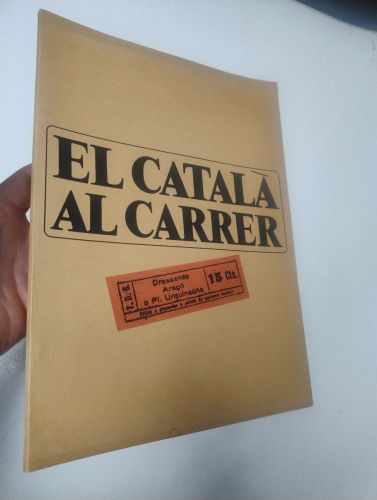 EL CATALÀ
AL CARRER
Drassanes
Aragó
o Pl. Urquinaona
15 Cts.